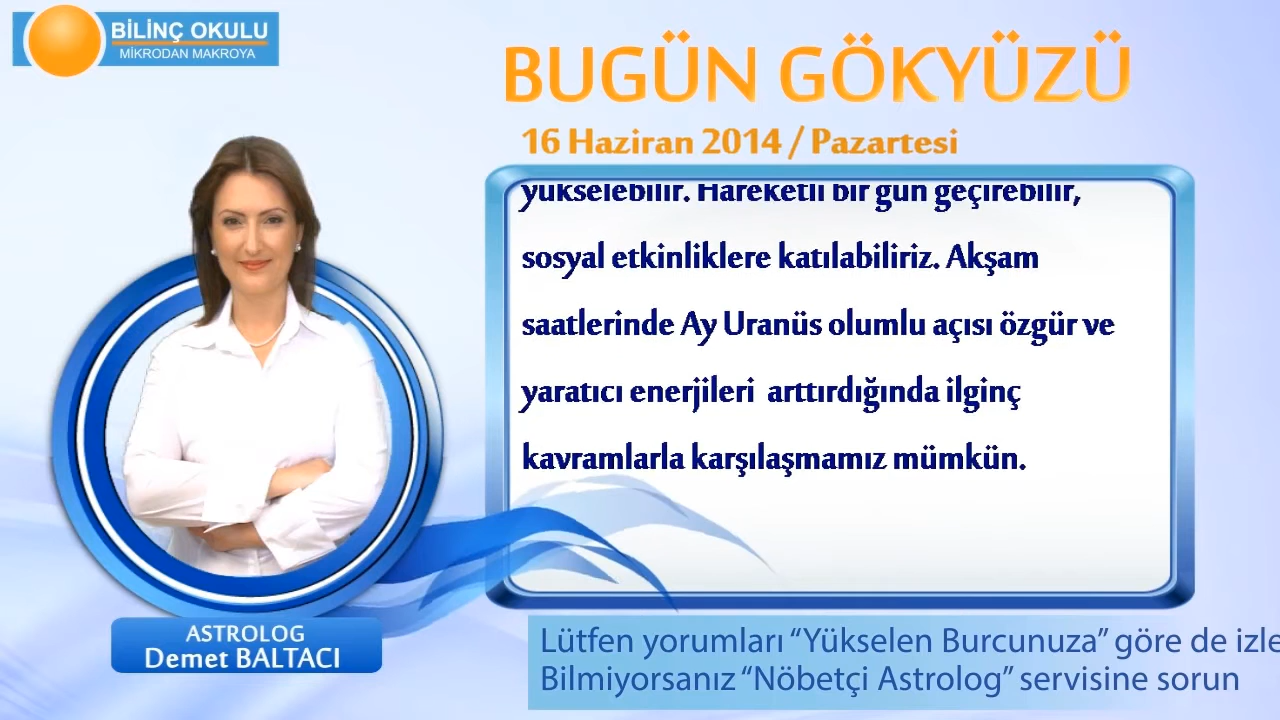 BİLİNÇ OKULU
MİKRODAN MAKROYA
BUGÜN GÖKYÜZÜ
16 Haziran 2014 / Pazartesi
yükselebilir. Hareketli bir gün geçirebilir,
sosyal etkinliklere katılabiliriz. Akşam
saatlerinde Ay Uranüs olumlu açısı özgür ve
yaratıcı enerjileri arttırdığında ilginç
kavramlarla karşılaşmamız mümkün.
ASTROLOG
Demet BALTACI
Lütfen yorumları “Yükselen Burcunuza” göre de izle
Bilmiyorsanız “Nöbetçi Astrolog” servisine sorun